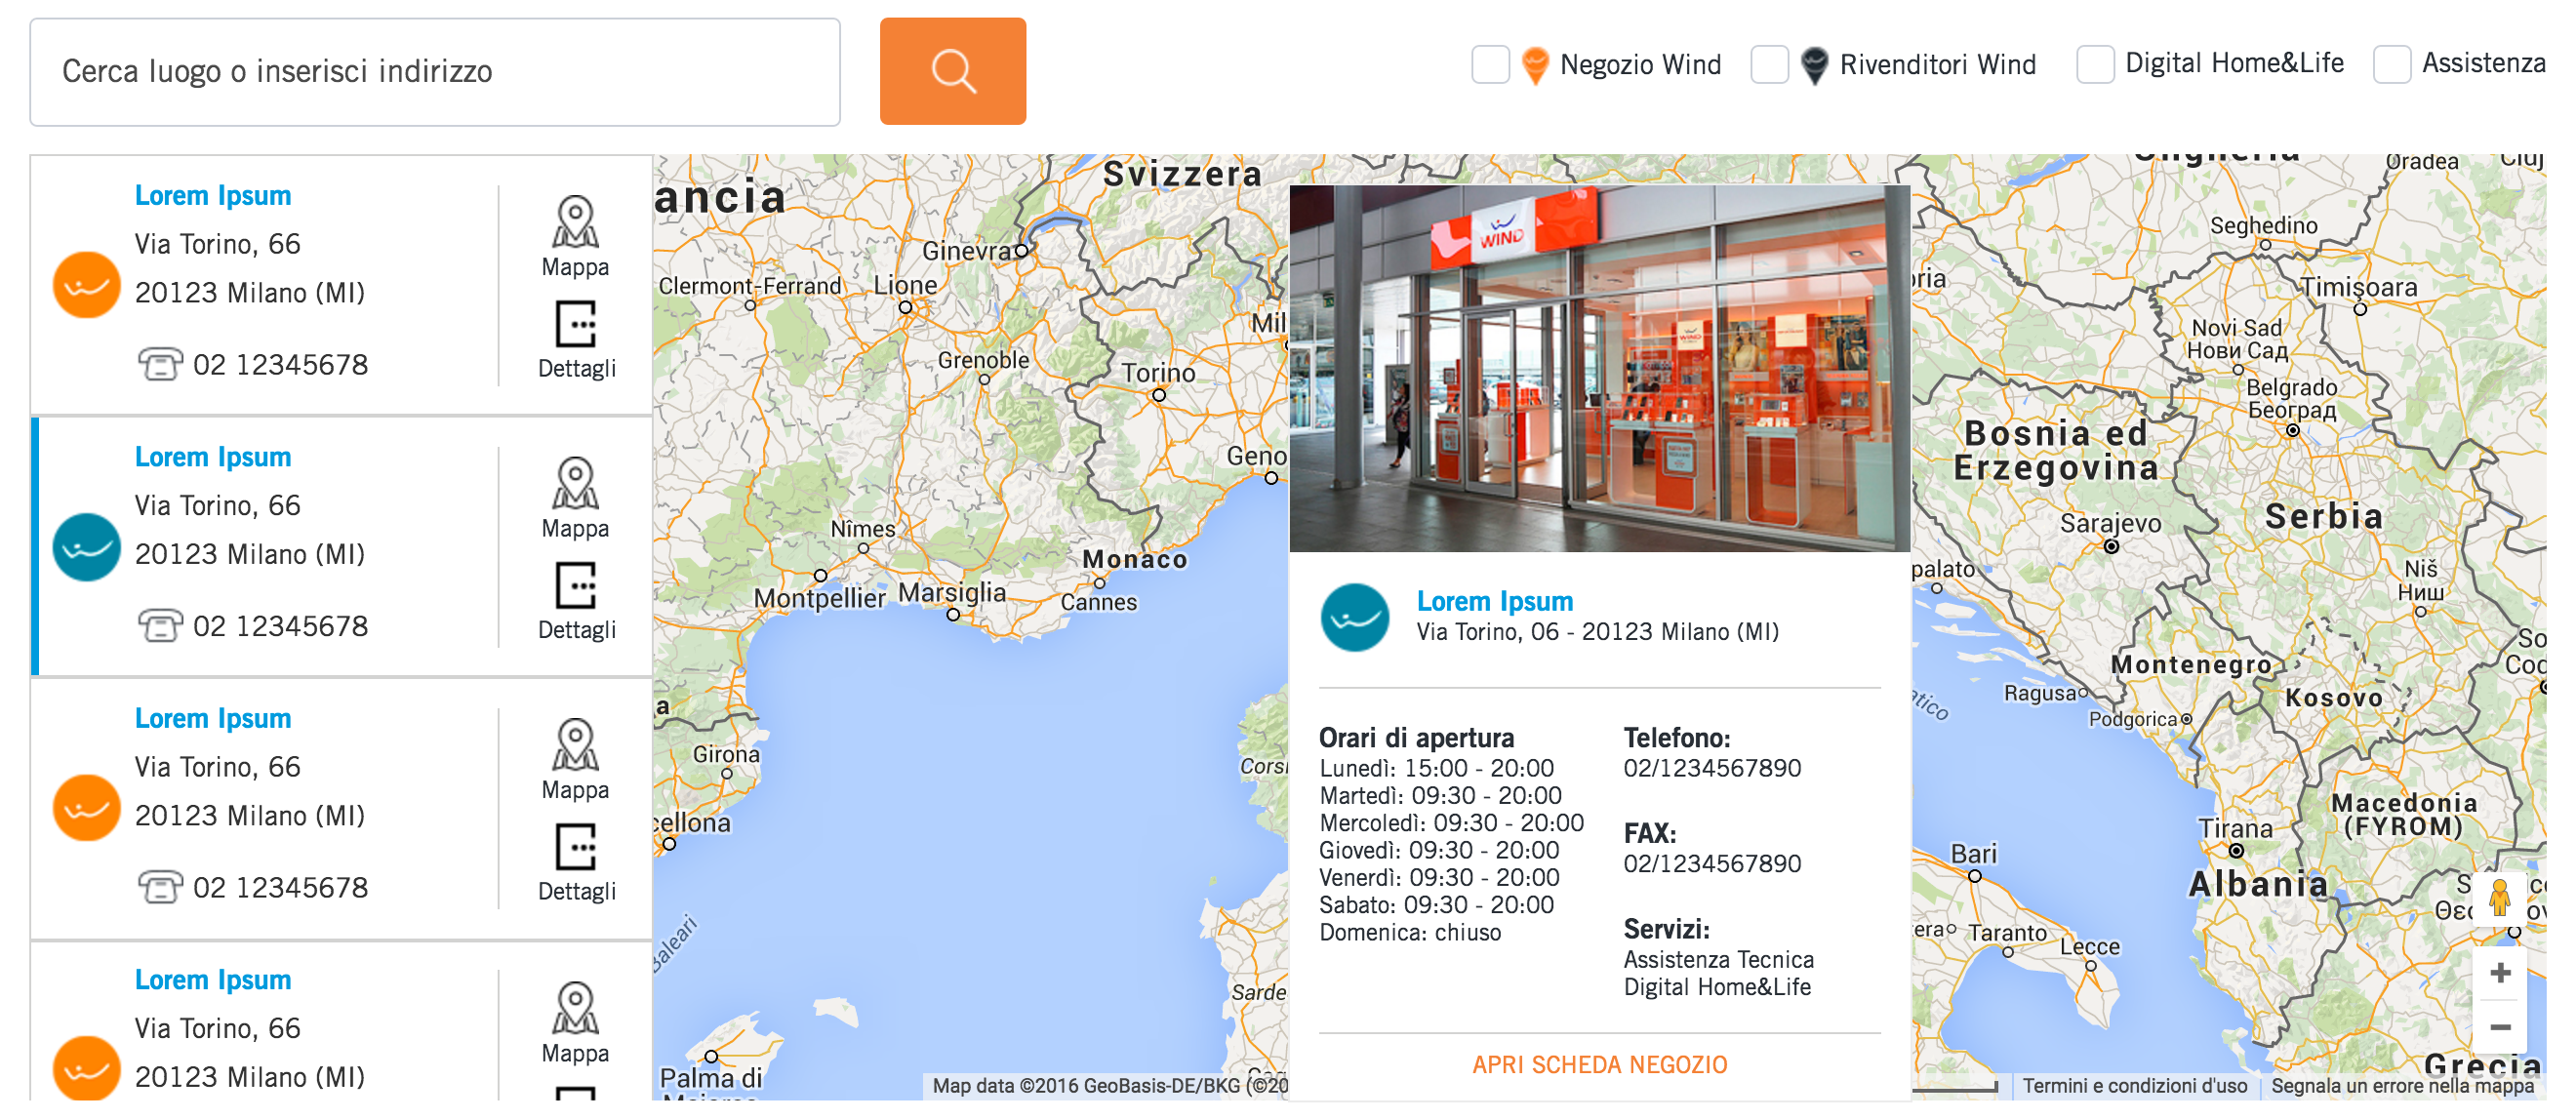 Cerca luogo o inserisci indirizzo
Negozio Wind
Rivenditori Wind
Digital Home&Life
Assistenza
Lorem Ipsum
Via Torino, 66
20123 Milano (MI)
02 12345678
Mappa
Dettagli
Lorem Ipsum
Via Torino, 66
20123 Milano (MI)
02 12345678
Mappa
Dettagli
Lorem Ipsum
Via Torino, 66
20123 Milano (MI)
02 12345678
Mappa
Dettagli
Lorem Ipsum
Via Torino, 66
20123 Milano (MI)
Mappa
ancia
Svizzera
Ginevra
Clermont-Ferrand
Lione
Mil
Grenoble
Torino
Geno
Nîmes
Monaco
Montpellier
Marsiglia
Cannes
a
Girona
Corsi
cellona
Baleari
Sarde
Palma di
Map data ©2016 GeoBasis-DE/BKG (©20
WIND
Lorem Ipsum
Via Torino, 06 - 20123 Milano (MI)
Orari di apertura
Lunedì: 15:00 - 20:00
Martedì: 09:30 - 20:00
Mercoledì: 09:30 - 20:00
Giovedì: 09:30 - 20:00
Venerdì: 09:30 - 20:00
Sabato: 09:30 - 20:00
Domenica: chiuso
Telefono:
02/1234567890
FAX:
02/1234567890
Servizi:
Assistenza Tecnica
Digital Home&Life
APRI SCHEDA NEGOZIO
Ungheria
Oradea
Cluj
Seghedino
oria
Timișoara
Novi Sad
Нови Сад
Belgrado
Београд
Bosnia ed
Erzegovina
Serbia
Sarajevo
palato
Niš
Ниш
So
Montenegro
Ragusa
Kosovo
atico
Podgorica
Macedonia
(FYROM)
Tirana
Bari
Albania
era
Taranto
Lecce
+
−
Grecia
Termini e condizioni d'uso
Segnala un errore nella mappa